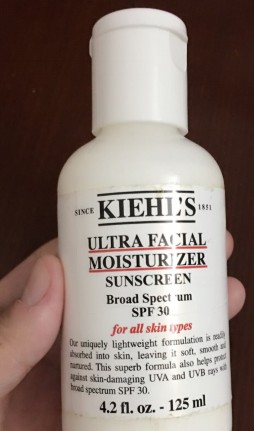 SINCE KIEHL'S 1851
ULTRA FACIAL
MOISTURIZER
SUNSCREEN
Broad Spectrum
SPF 30
for all skin types
Our uniquely lightweight formulation is readily
absorbed into skin, leaving it soft, smooth and
nurtured. This superb formula also helps protect
against skin-damaging UVA and UVB rays with
broad spectrum SPF 30.
4.2 fl. oz. - 125 ml